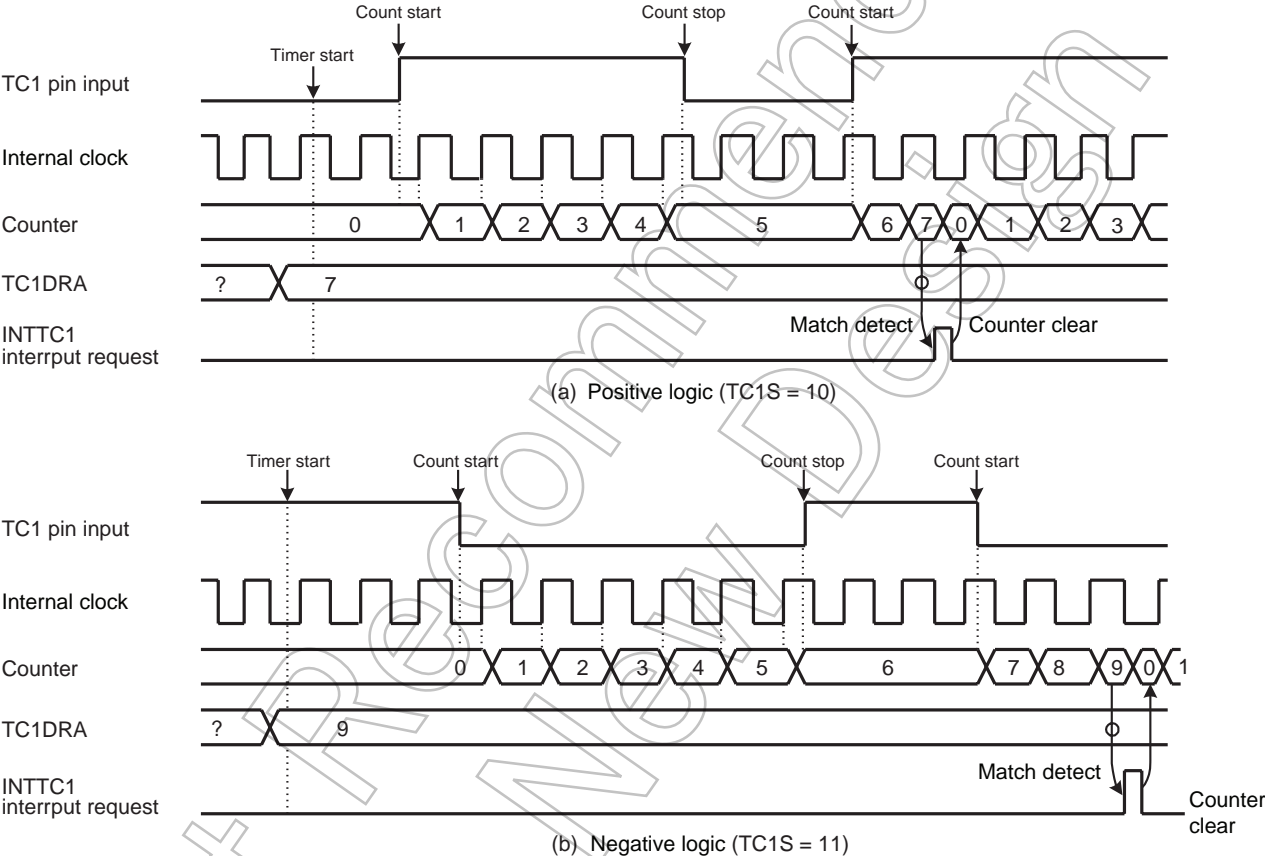 Count start
Count stop
Count start
Timer start
TC1 pin input
Internal clock
Counter
0 1 2 3 4 5 6 7 0 1 2 3
TC1DRA
? 7
INTTC1
interrput request
Match detect
Counter clear
(a) Positive logic (TC1S = 10)
Timer start
Count start
Count stop
Count start
TC1 pin input
Internal clock
Counter
0 1 2 3 4 5 6 7 8 9 0 1
TC1DRA
? 9
INTTC1
interrput request
Match detect
Counter
clear
(b) Negative logic (TC1S = 11)
New Design